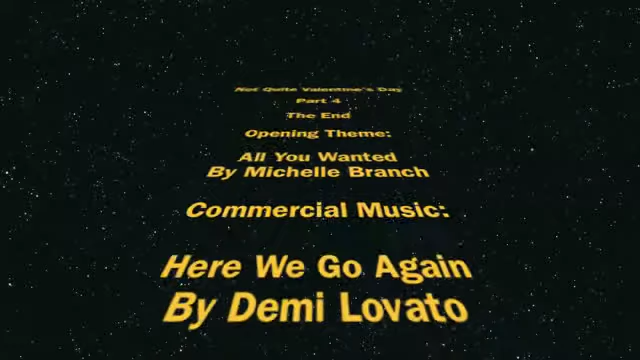 Not Quite Valentine's Day
Part 4
The End
Opening Theme:
All You Wanted
By Michelle Branch
Commercial Music:
Here We Go Again
By Demi Lovato